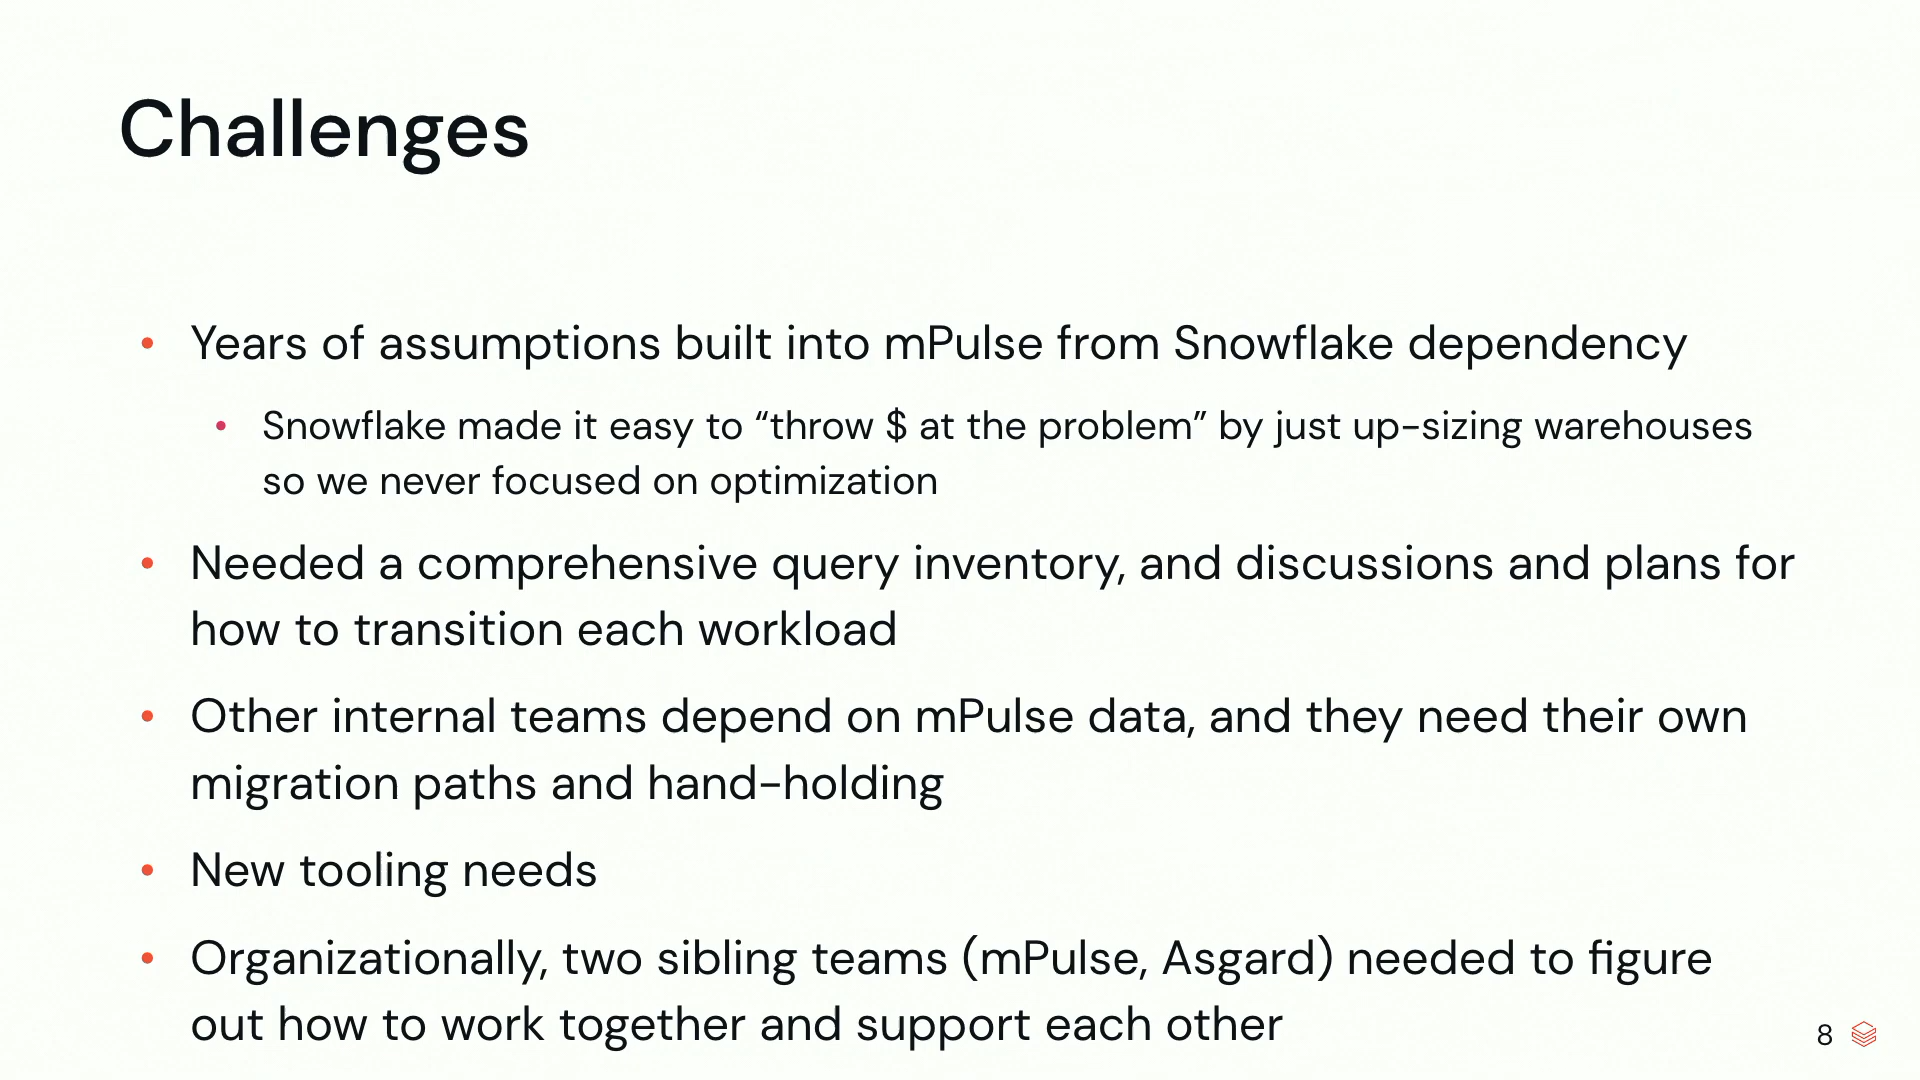 Challenges
• Years of assumptions built into mPulse from Snowflake dependency
• Snowflake made it easy to “throw $ at the problem” by just up-sizing warehouses
so we never focused on optimization
• Needed a comprehensive query inventory, and discussions and plans for
how to transition each workload
• Other internal teams depend on mPulse data, and they need their own
migration paths and hand-holding
• New tooling needs
• Organizationally, two sibling teams (mPulse, Asgard) needed to figure
out how to work together and support each other
8